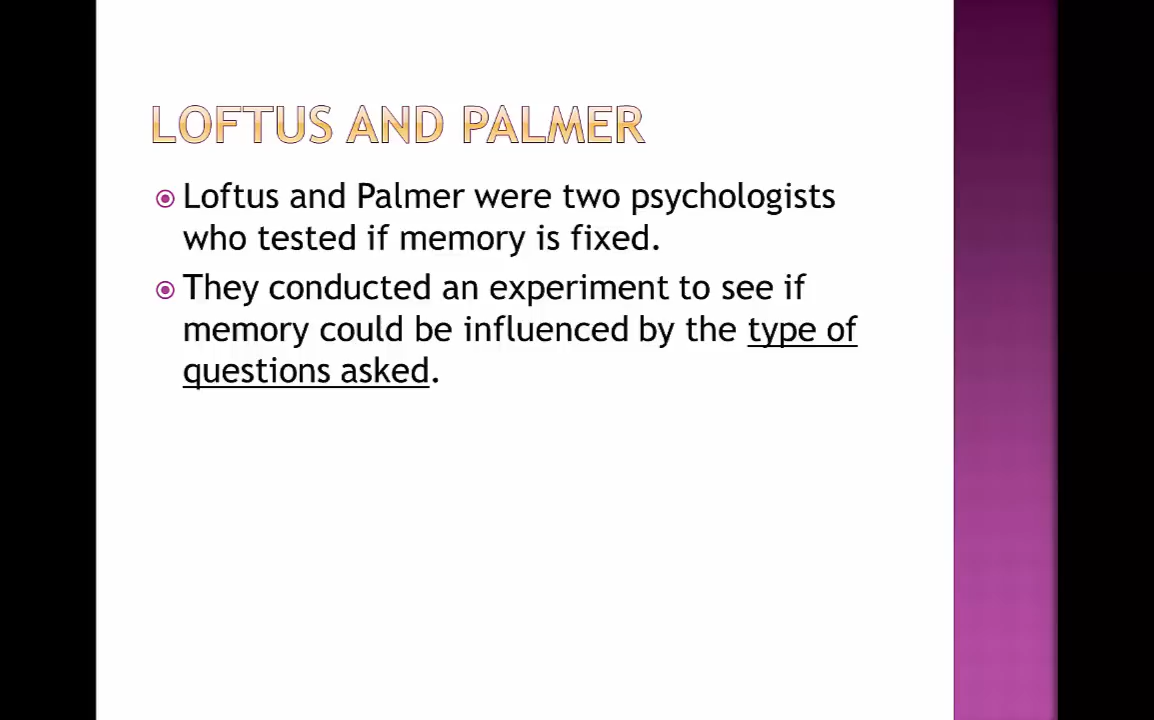 LOFTUS AND PALMER
Loftus and Palmer were two psychologists
who tested if memory is fixed.
They conducted an experiment to see if
memory could be influenced by the type of
questions asked.